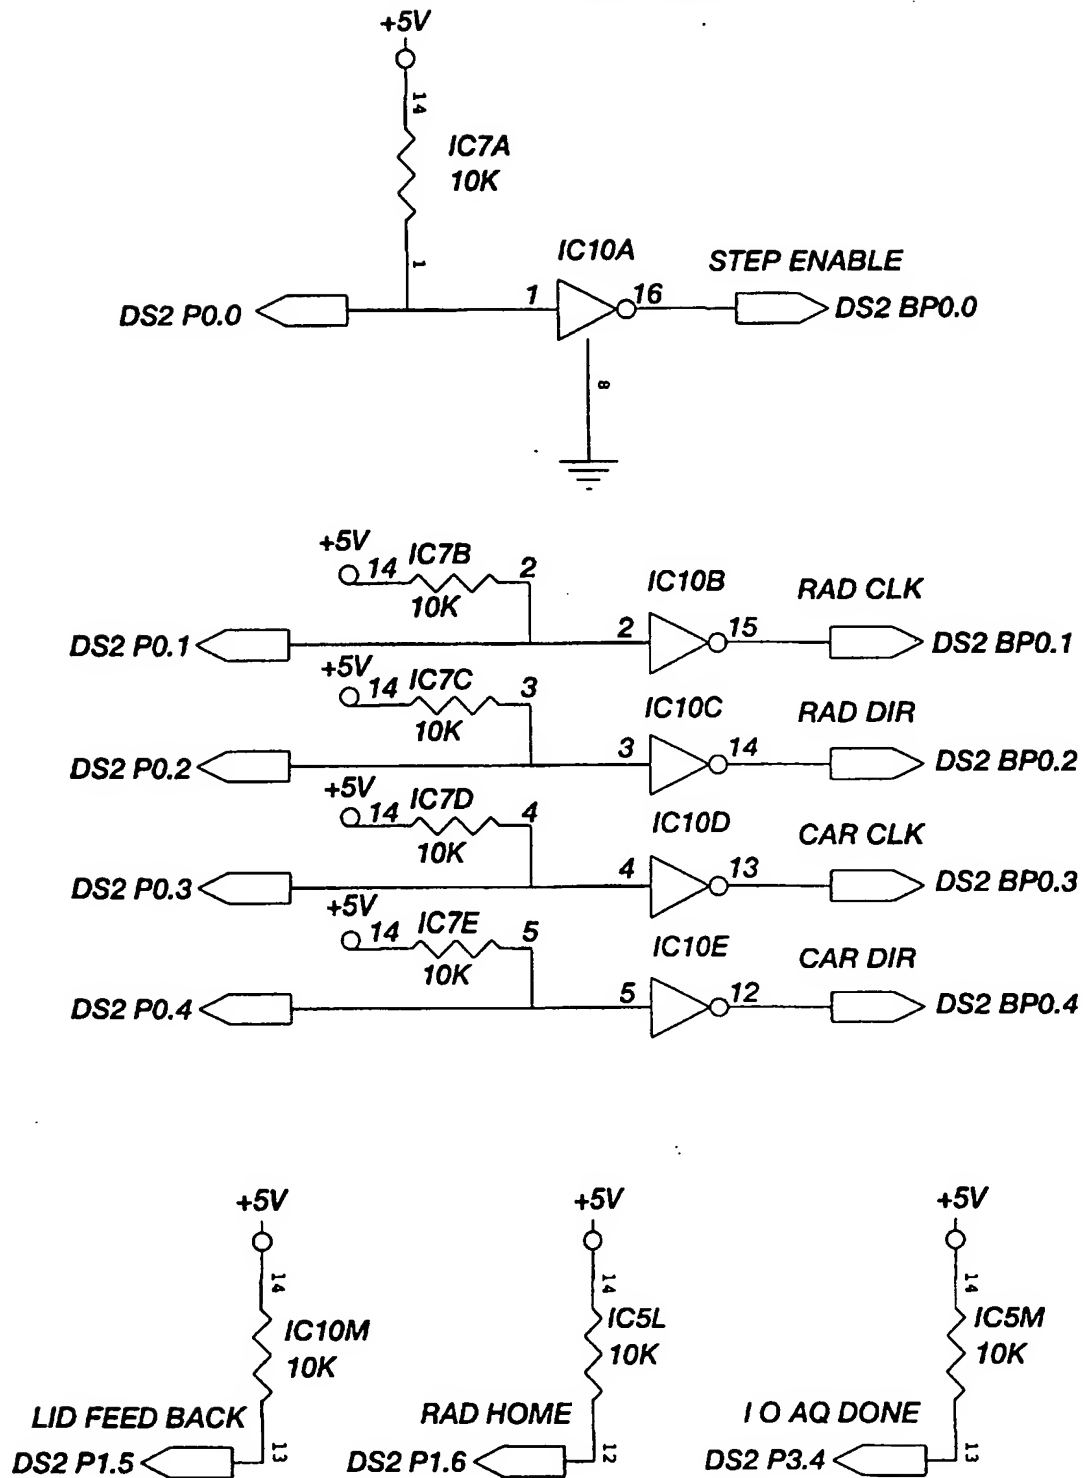 +5V
14
IC7A
10K
1
IC10A
STEP ENABLE
DS2 P0.0
1
16
DS2 BP0.0
8
+5V
14
IC7B
2
10K
IC10B
RAD CLK
DS2 P0.1
2
15
DS2 BP0.1
+5V
14
IC7C
3
10K
IC10C
RAD DIR
DS2 P0.2
3
14
DS2 BP0.2
+5V
14
IC7D
4
10K
IC10D
CAR CLK
DS2 P0.3
4
13
DS2 BP0.3
+5V
14
IC7E
5
10K
IC10E
CAR DIR
DS2 P0.4
5
12
DS2 BP0.4
+5V
14
IC10M
10K
LID FEED BACK
DS2 P1.5
13
+5V
14
IC5L
10K
RAD HOME
DS2 P1.6
12
+5V
14
IC5M
10K
I O AQ DONE
DS2 P3.4
13